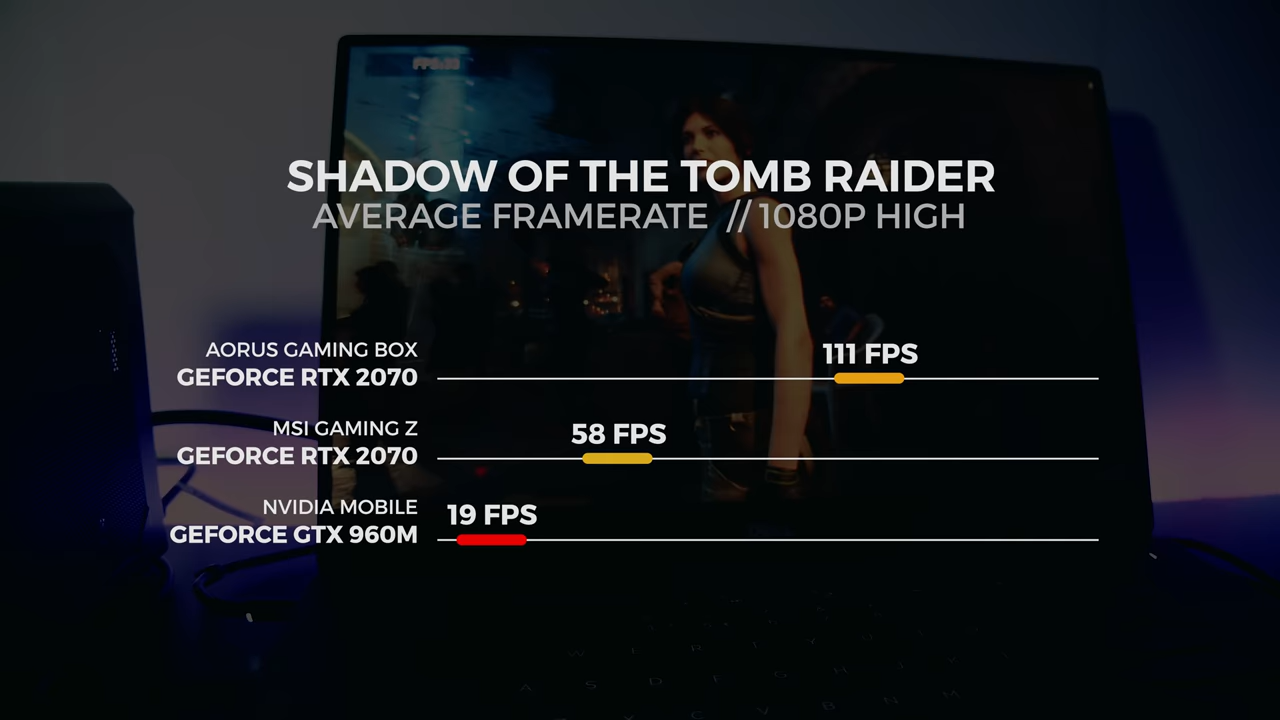 SHADOW OF THE TOMB RAIDER
AVERAGE FRAMERATE // 1080P HIGH
AORUS GAMING BOX
GEFORCE RTX 2070
111 FPS
MSI GAMING Z
GEFORCE RTX 2070
58 FPS
NVIDIA MOBILE
GEFORCE GTX 960M
19 FPS